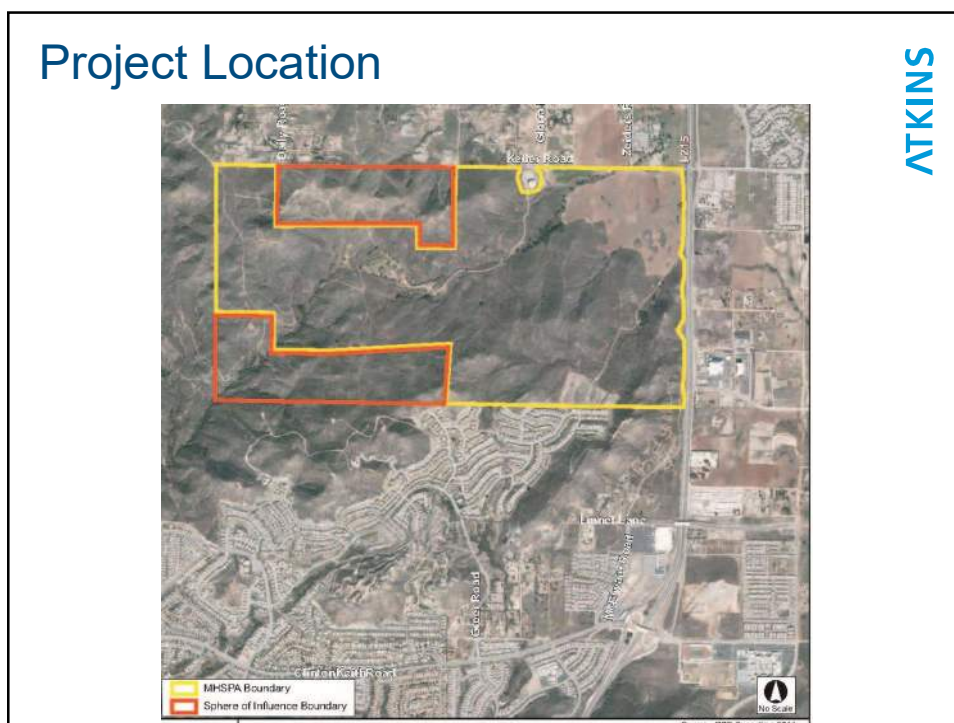 Project Location
ATKINS
Keller Road
I-215
Linnel Lane
Clinton Keith Road
MHSPA Boundary
Sphere of Influence Boundary
No Scale